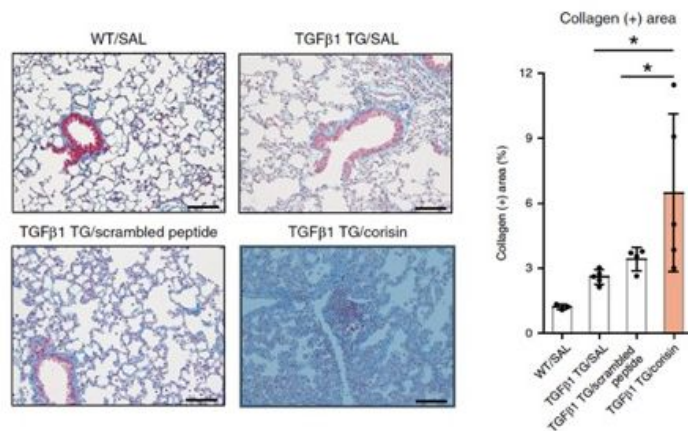 WT/SAL
TGFβ1 TG/SAL
TGFβ1 TG/scrambled peptide
TGFβ1 TG/corisin
Collagen (+) area
*
*
Collagen (+) area (%)
12
9
6
3
0
WT/SAL
TGFβ1 TG/SAL
TGFβ1 TG/scrambled
peptide
TGFβ1 TG/corisin